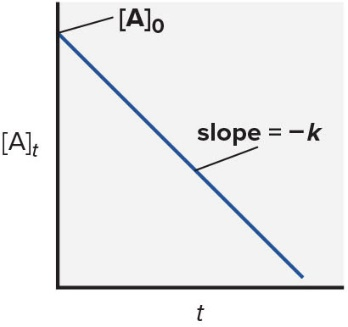 [A]₀
slope = −k
[A]ₜ
t